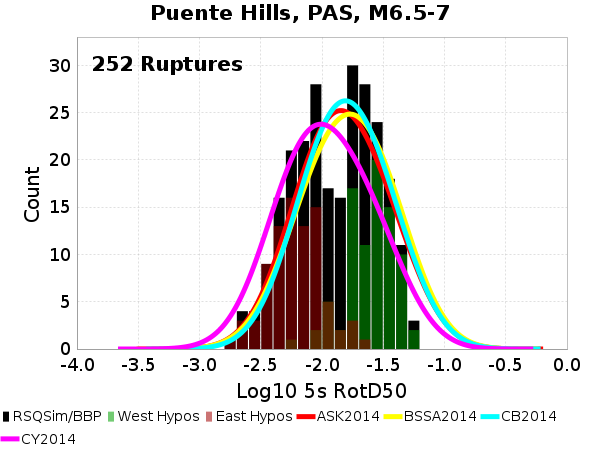 Puente Hills, PAS, M6.5-7
252 Ruptures
30
25
20
15
10
5
0
Count
-4.0 -3.5 -3.0 -2.5 -2.0 -1.5 -1.0 -0.5 0.0
Log10 5s RotD50
RSQSim/BBP West Hypos East Hypos ASK2014 BSSA2014 CB2014
CY2014